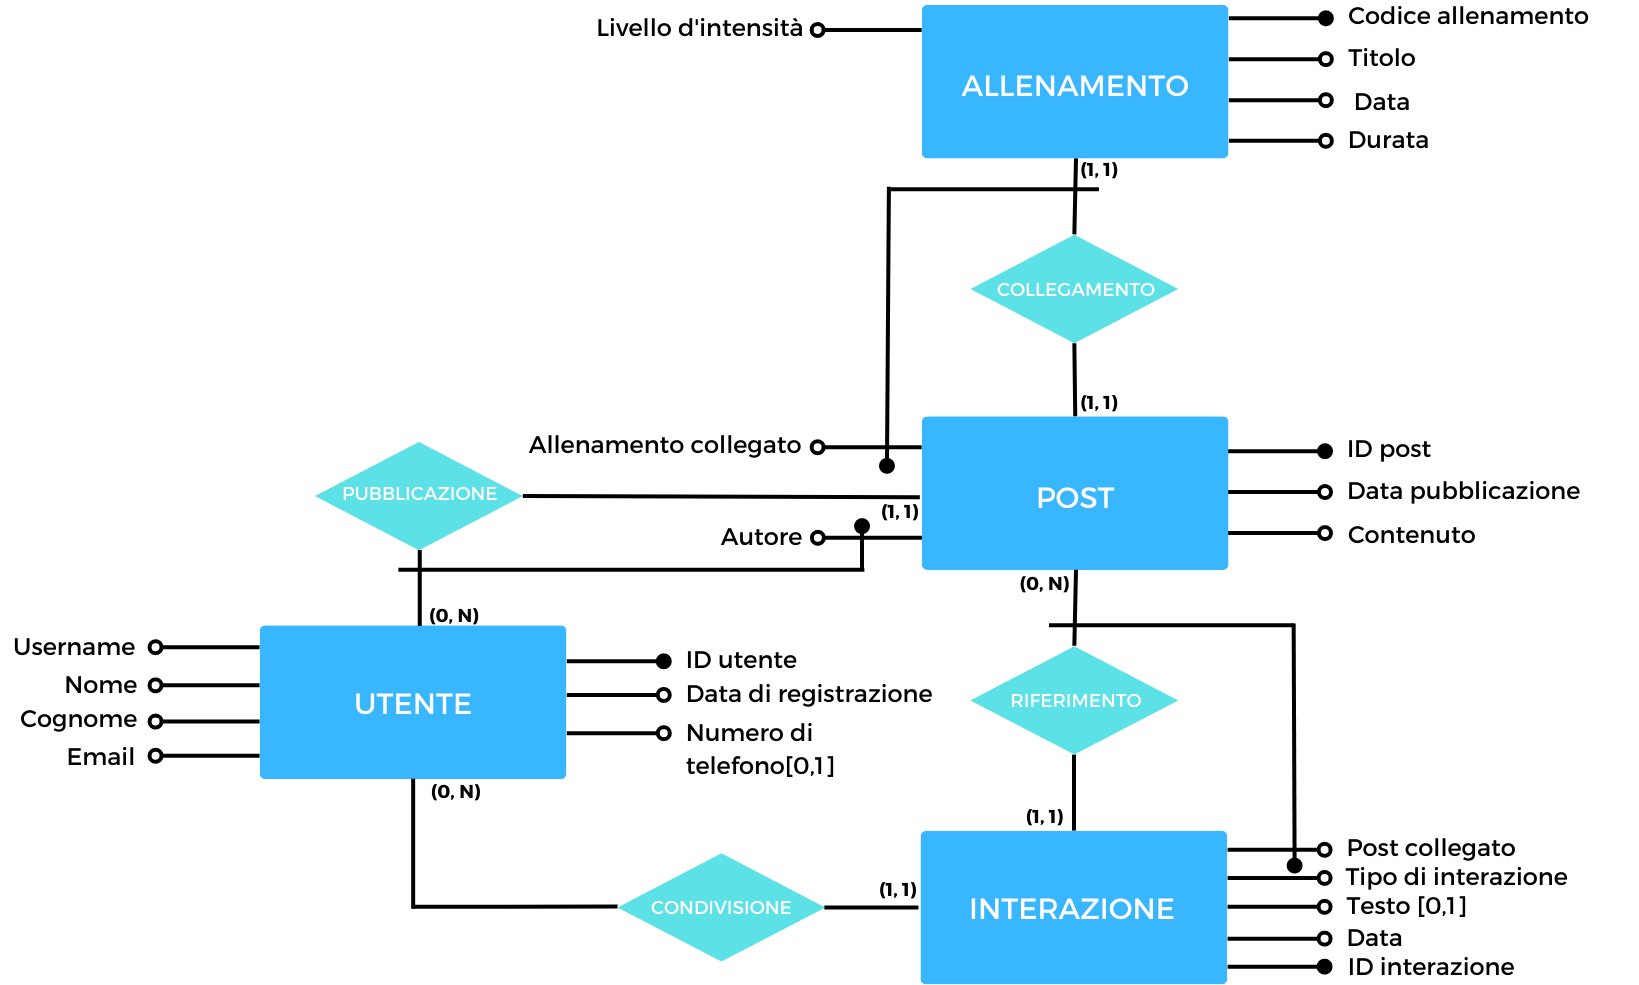 Livello d'intensità
ALLENAMENTO
Codice allenamento
Titolo
Data
Durata
(1, 1)
COLLEGAMENTO
(1, 1)
Allenamento collegato
POST
ID post
Data pubblicazione
Contenuto
PUBBLICAZIONE
(1, 1)
Autore
(0, N)
(0, N)
Username
Nome
Cognome
Email
UTENTE
ID utente
Data di registrazione
Numero di
telefono[0,1]
RIFERIMENTO
(0, N)
(1, 1)
CONDIVISIONE
(1, 1)
INTERAZIONE
Post collegato
Tipo di interazione
Testo [0,1]
Data
ID interazione